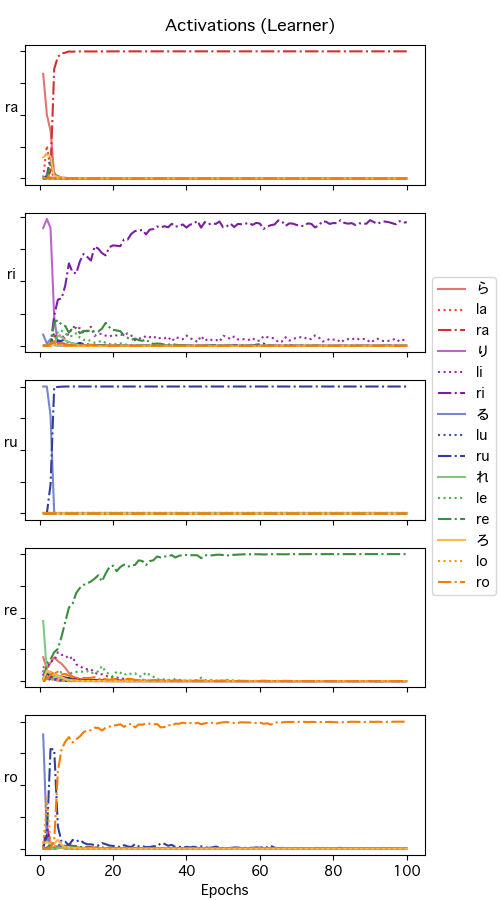 Activations (Learner)
ra
ri
ru
re
ro
ら
la
ra
り
li
ri
る
lu
ru
れ
le
re
ろ
lo
ro
0 20 40 60 80 100
Epochs